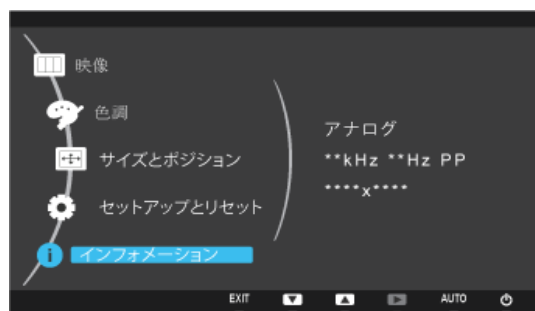 映像
色調
サイズとポジション
セットアップとリセット
インフォメーション
アナログ
**kHz **Hz PP
****x****
EXIT
AUTO